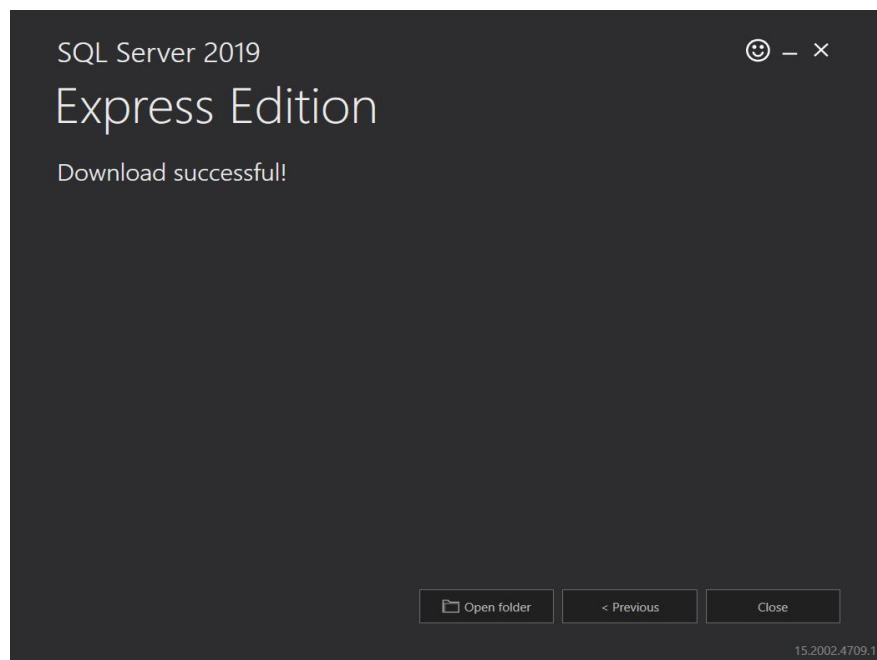 SQL Server 2019
Express Edition
Download successful!
Open folder
< Previous
Close
15.2002.4709.1